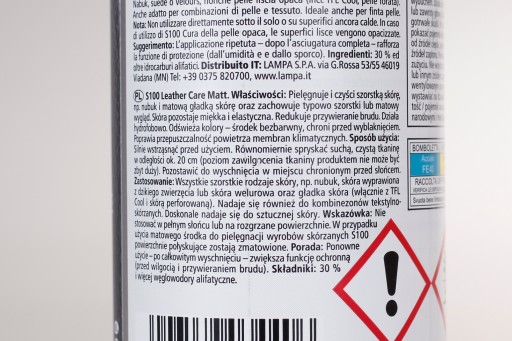 Nabuk, suede o velours, nonché pelle liscia opaca (incl. TFL Cool, pelle forata).
Anche adatto per combinazioni di pelle e tessuto. Ideale anche per finta pelle.
Nota: Non utilizzare direttamente sotto il sole o su superfici ancora calde. In caso
di utilizzo di S100 Cura della pelle opaca, le superfici lisce vengono opacizzate.
Suggerimento: L'applicazione ripetuta – dopo l'asciugatura completa – rafforza
la funzione di protezione (dall'umidità e e dallo sporco). Ingredienti: 30 % ed
oltre idrocarburi alifatici. Distribuito IT: LAMPA S.P.A. via G.Rossa 53/55 46019
Viadana (MN) Tel: +39 0375 820700, www.lampa.it
PL S100 Leather Care Matt. Właściwości: Pielęgnuje i czyści szorstką skórę,
np. nubuk i matową gładką skórę oraz zachowuje typowo szorstki lub matowy
wygląd. Skóra pozostaje miękka i elastyczna. Redukuje przywieranie brudu. Działa
hydrofobowo. Odświeża kolory – środek bezbarwny, chroni przed wyblaknięciem.
Poprawia przepuszczalność powietrza membran klimatycznych. Sposób użycia:
Silnie wstrząsnąć przed użyciem. Równomiernie spryskać suchą, czystą tkaninę
w odległości ok. 20 cm (poziom zawilgocenia tkaniny produktem nie może być
zbyt duży). Pozostawić do wyschnięcia w miejscu chronionym przed słońcem.
Zastosowanie: Wszystkie szorstkie rodzaje skóry, np. nubuk, skóra wyprawiona
z dzikiego zwierzęcia lub skóra welurowa oraz gładka skóra (włącznie z TFL
Cool i skórą perforowaną). Nadaje się również do kombinezonów tekstylno-
skórzanych. Doskonale nadaje się do sztucznej skóry. Wskazówka: Nie
stosować w pełnym słońcu lub na rozgrzane powierzchnie. W przypadku
użycia matowego środka do pielęgnacji wyrobów skórzanych S100
powierzchnie połyskujące zostają zmatowione. Porada: Ponowne
użycie – po całkowitym wyschnięciu – zwiększa funkcję ochronną
(przed wilgocią i przywieraniem brudu). Składniki: 30 %
i więcej węglowodory alifatyczne.
BOMBOLETTA
Acciaio
FE40
RACCOLTA